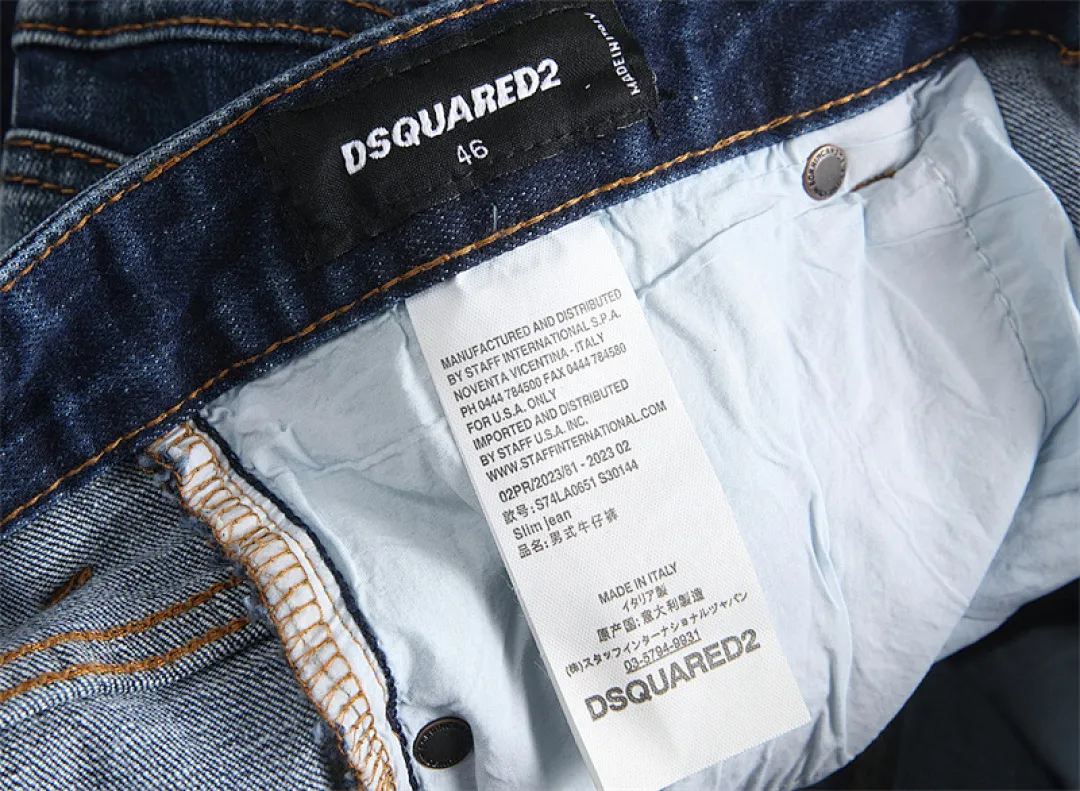 DSQUARED2
46
MADE IN ITALY
MANUFACTURED AND DISTRIBUTED
BY STAFF INTERNATIONAL S.P.A.
NOVENTA VICENTINA - ITALY
PH 0444 784500 FAX 0444 784580
FOR U.S.A. ONLY
IMPORTED AND DISTRIBUTED
BY STAFF U.S.A. INC.
WWW.STAFFINTERNATIONAL.COM
02PR/2023/81 - 2023 02
款号: S74LA0651 S30144
Slim jean
品名: 男式牛仔褲
MADE IN ITALY
イタリア製
原产国: 意大利製造
(株)スタッフインターナショナルジャパン
03-5794-9931
DSQUARED2